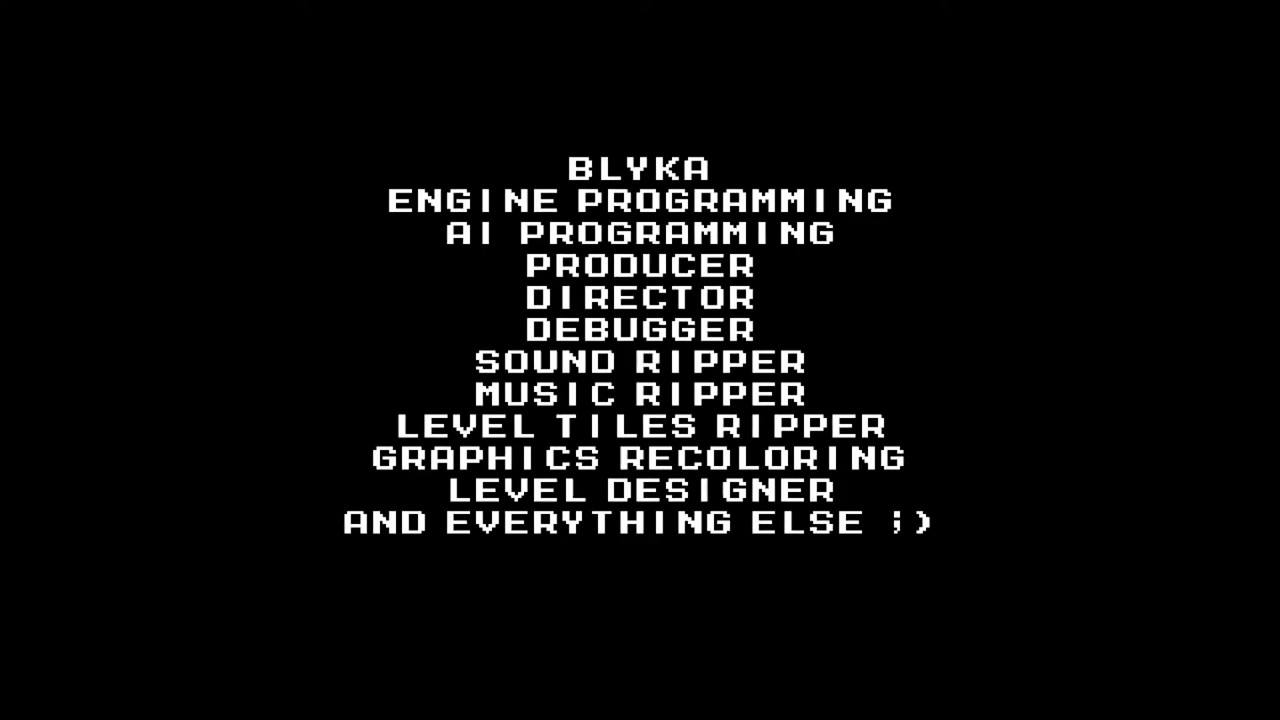 BLYKA
ENGINE PROGRAMMING
AI PROGRAMMING
PRODUCER
DIRECTOR
DEBUGGER
SOUND RIPPER
MUSIC RIPPER
LEVEL TILES RIPPER
GRAPHICS RECOLORING
LEVEL DESIGNER
AND EVERYTHING ELSE ;)